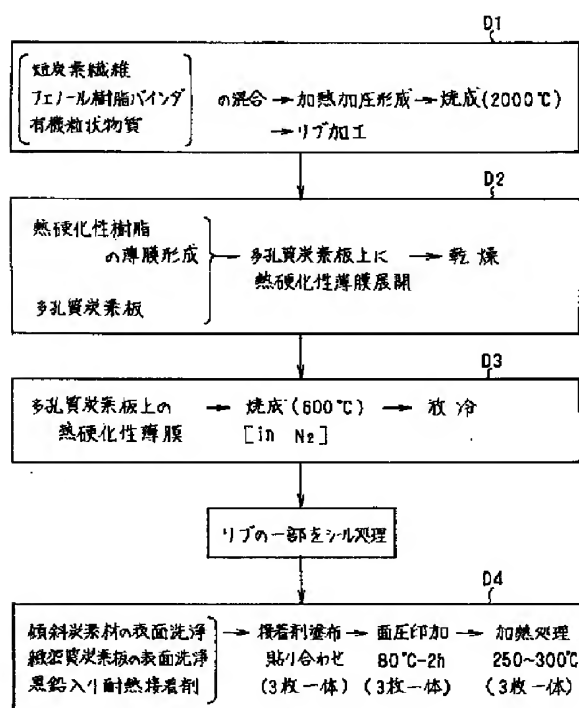 D1
短炭素繊維
フェノール樹脂バインダ
有機粒状物質
の混合→加熱加圧形成→焼成(2000℃)
→リブ加工
D2
熱硬化性樹脂
の薄膜形成
多孔質炭素板
多孔質炭素板上に
熱硬化性薄膜展開
→乾燥
D3
多孔質炭素板上の
熱硬化性薄膜
→焼成(600℃)
[in N2]
→放冷
リブの一部をシール処理
D4
傾斜炭素材の表面洗浄
緻密質炭素板の表面洗浄
黒鉛入り耐熱接着剤
→接着剤塗布→面圧印加→加熱処理
貼り合わせ 80℃-2h 250~300℃
(3枚一体) (3枚一体) (3枚一体)